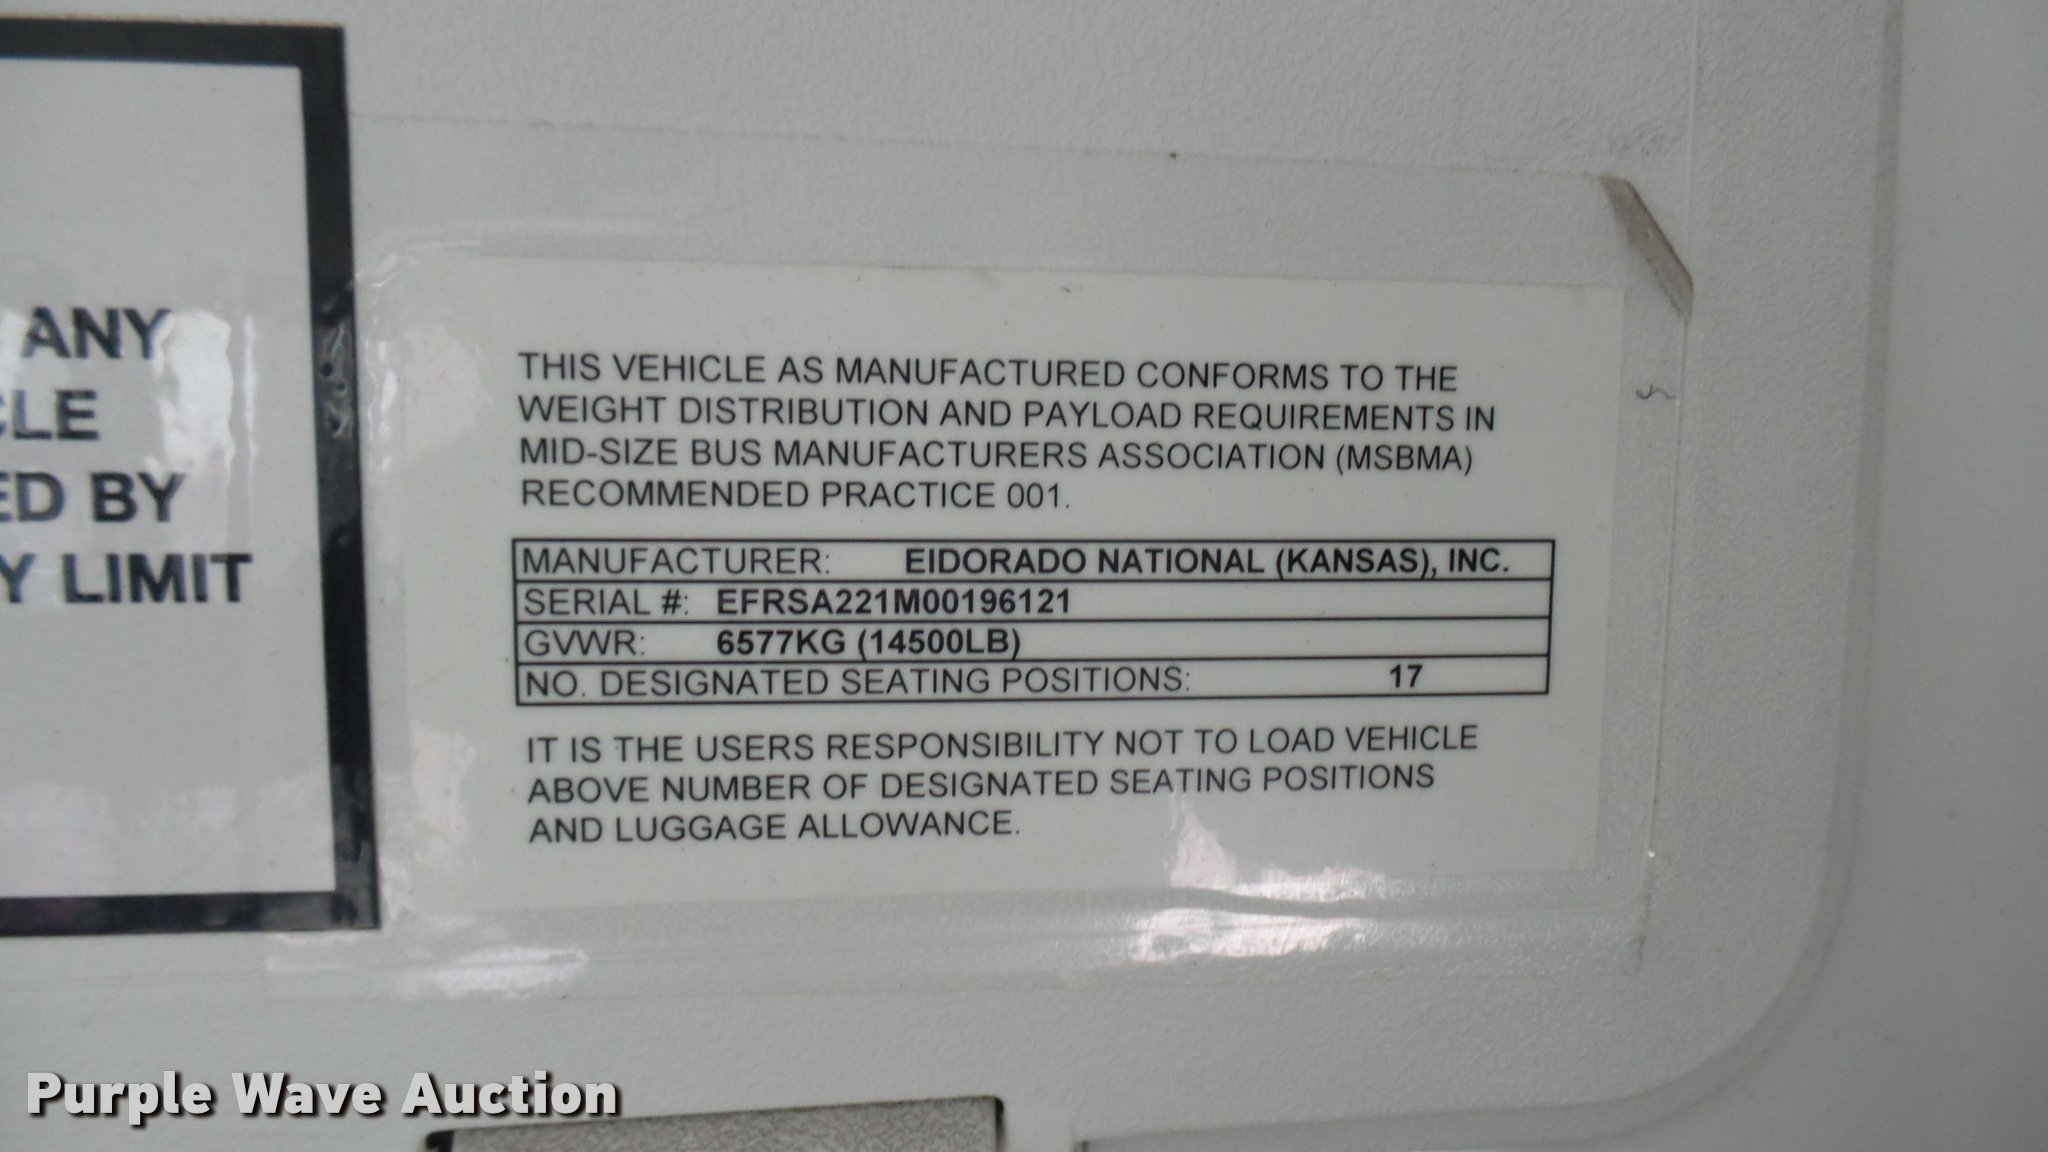 ANY
CLE
ED BY
Y LIMIT
THIS VEHICLE AS MANUFACTURED CONFORMS TO THE
WEIGHT DISTRIBUTION AND PAYLOAD REQUIREMENTS IN
MID-SIZE BUS MANUFACTURERS ASSOCIATION (MSBMA)
RECOMMENDED PRACTICE 001.
MANUFACTURER: EIDORADO NATIONAL (KANSAS), INC.
SERIAL #: EFRSA221M00196121
GVWR: 6577KG (14500LB)
NO. DESIGNATED SEATING POSITIONS: 17
IT IS THE USERS RESPONSIBILITY NOT TO LOAD VEHICLE
ABOVE NUMBER OF DESIGNATED SEATING POSITIONS
AND LUGGAGE ALLOWANCE.
Purple Wave Auction